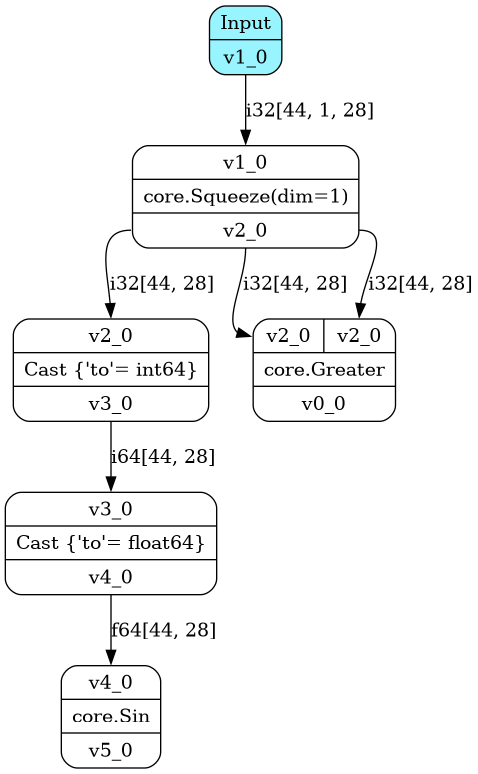 Input
v1_0
i32[44, 1, 28]
v1_0
core.Squeeze(dim=1)
v2_0
i32[44, 28]
i32[44, 28]
i32[44, 28]
v2_0
Cast {'to'= int64}
v3_0
v2_0 v2_0
core.Greater
v0_0
i64[44, 28]
v3_0
Cast {'to'= float64}
v4_0
f64[44, 28]
v4_0
core.Sin
v5_0